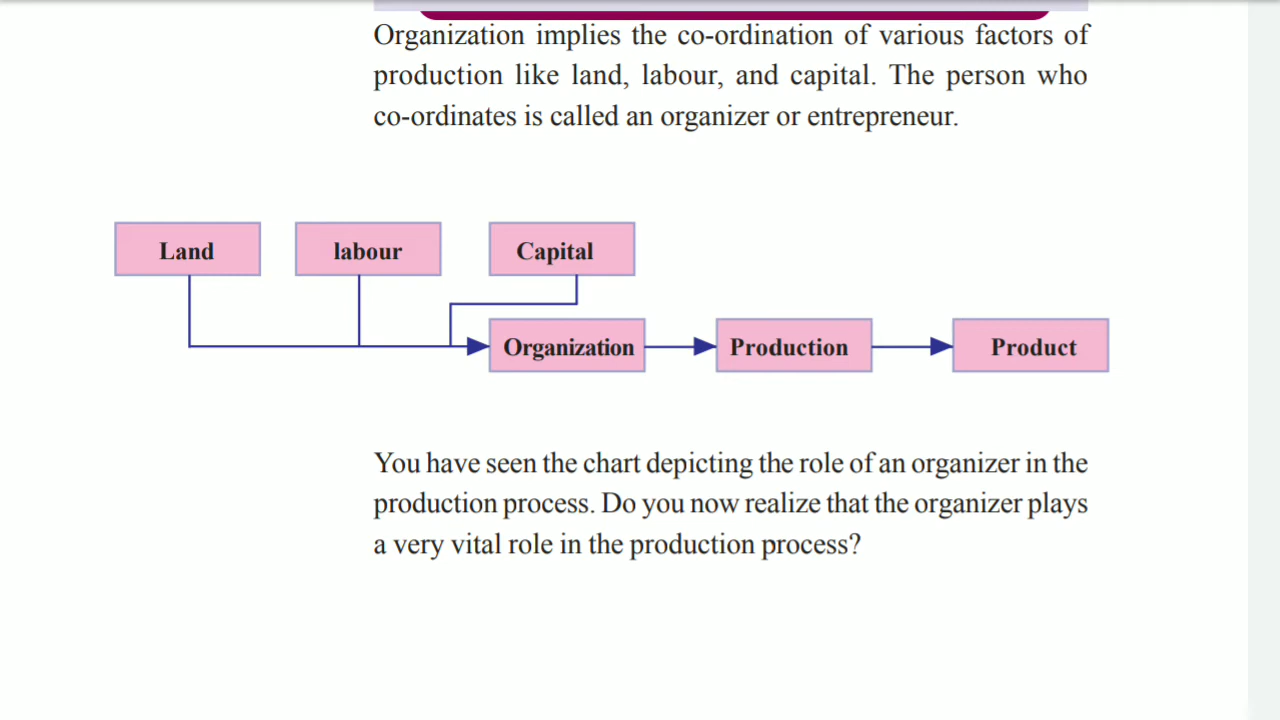 Organization implies the co-ordination of various factors of
production like land, labour, and capital. The person who
co-ordinates is called an organizer or entrepreneur.
Land labour Capital
Organization Production Product
You have seen the chart depicting the role of an organizer in the
production process. Do you now realize that the organizer plays
a very vital role in the production process?